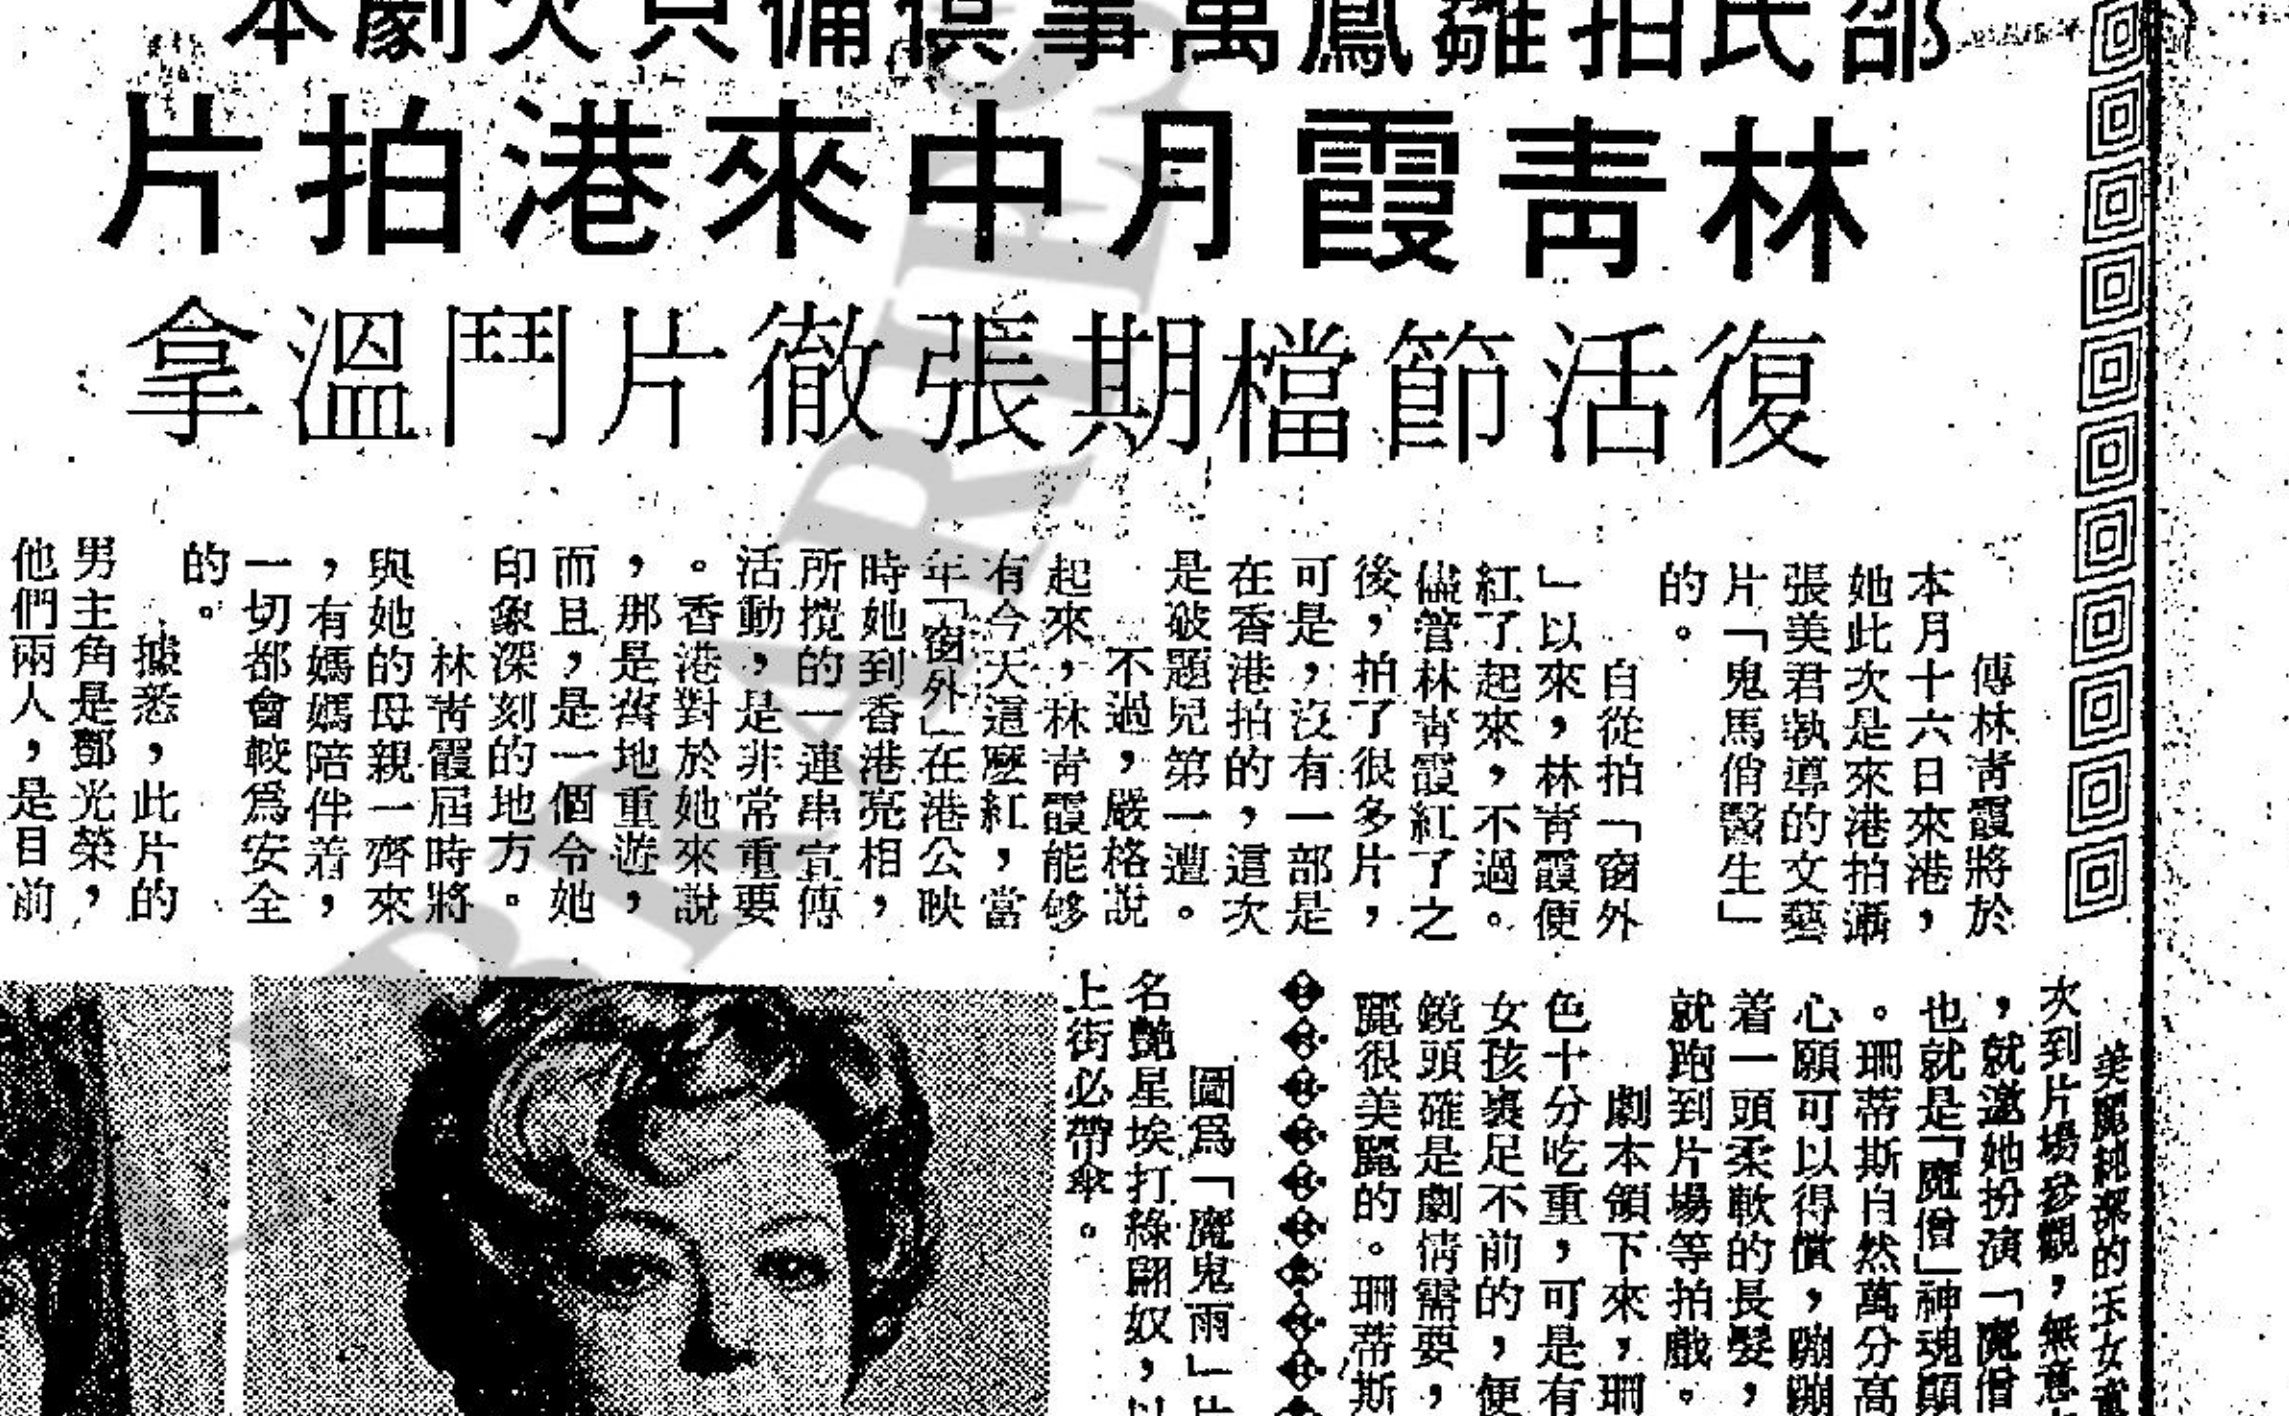 邵氏拍雛鳳萬事俱備只欠劇本
林青霞月中來港拍片
復活節檔期張徹片鬥溫拿
傳林青霞將於
本月十六日來港，
她此次是來港拍攝
張美君執導的文藝
片「鬼馬俏醫生」
的。
自從拍「窗外
」以來，林青霞便
紅了起來，不過。
儘管林青霞紅了之
後，拍了很多片，
可是，沒有一部是
在香港拍的，這次
是破題兒第一遭。
不過，嚴格說
起來，林青霞能够
有今天這麼紅，當
年「窗外」在港公映
時她到香港亮相，
所攪的一連串宣傳
活動，是非常重要
。香港對於她來說
，那是舊地重遊，
而且，是一個令她
印象深刻的地方。
林青霞屆時將
與她的母親一齊來
，有媽媽陪伴着，
一切都會較爲安全
的。
據悉，此片的
男主角是鄧光榮，
他們兩人，是目前
美麗純潔的玉女
次到片場參觀，無意
，就邀她扮演「魔僧
也就是「魔僧」神魂顛
。珊蒂斯自然萬分高
心願可以得償，蹦蹦
着一頭柔軟的長髮，
就跑到片場等拍戲。
劇本領下來，珊
色十分吃重，可是有
女孩裹足不前的，便
鏡頭確是劇情需要，
麗很美麗的。珊蒂斯
圖爲「魔鬼雨」片
名艷星埃打綠翩奴，以
上街必帶傘。